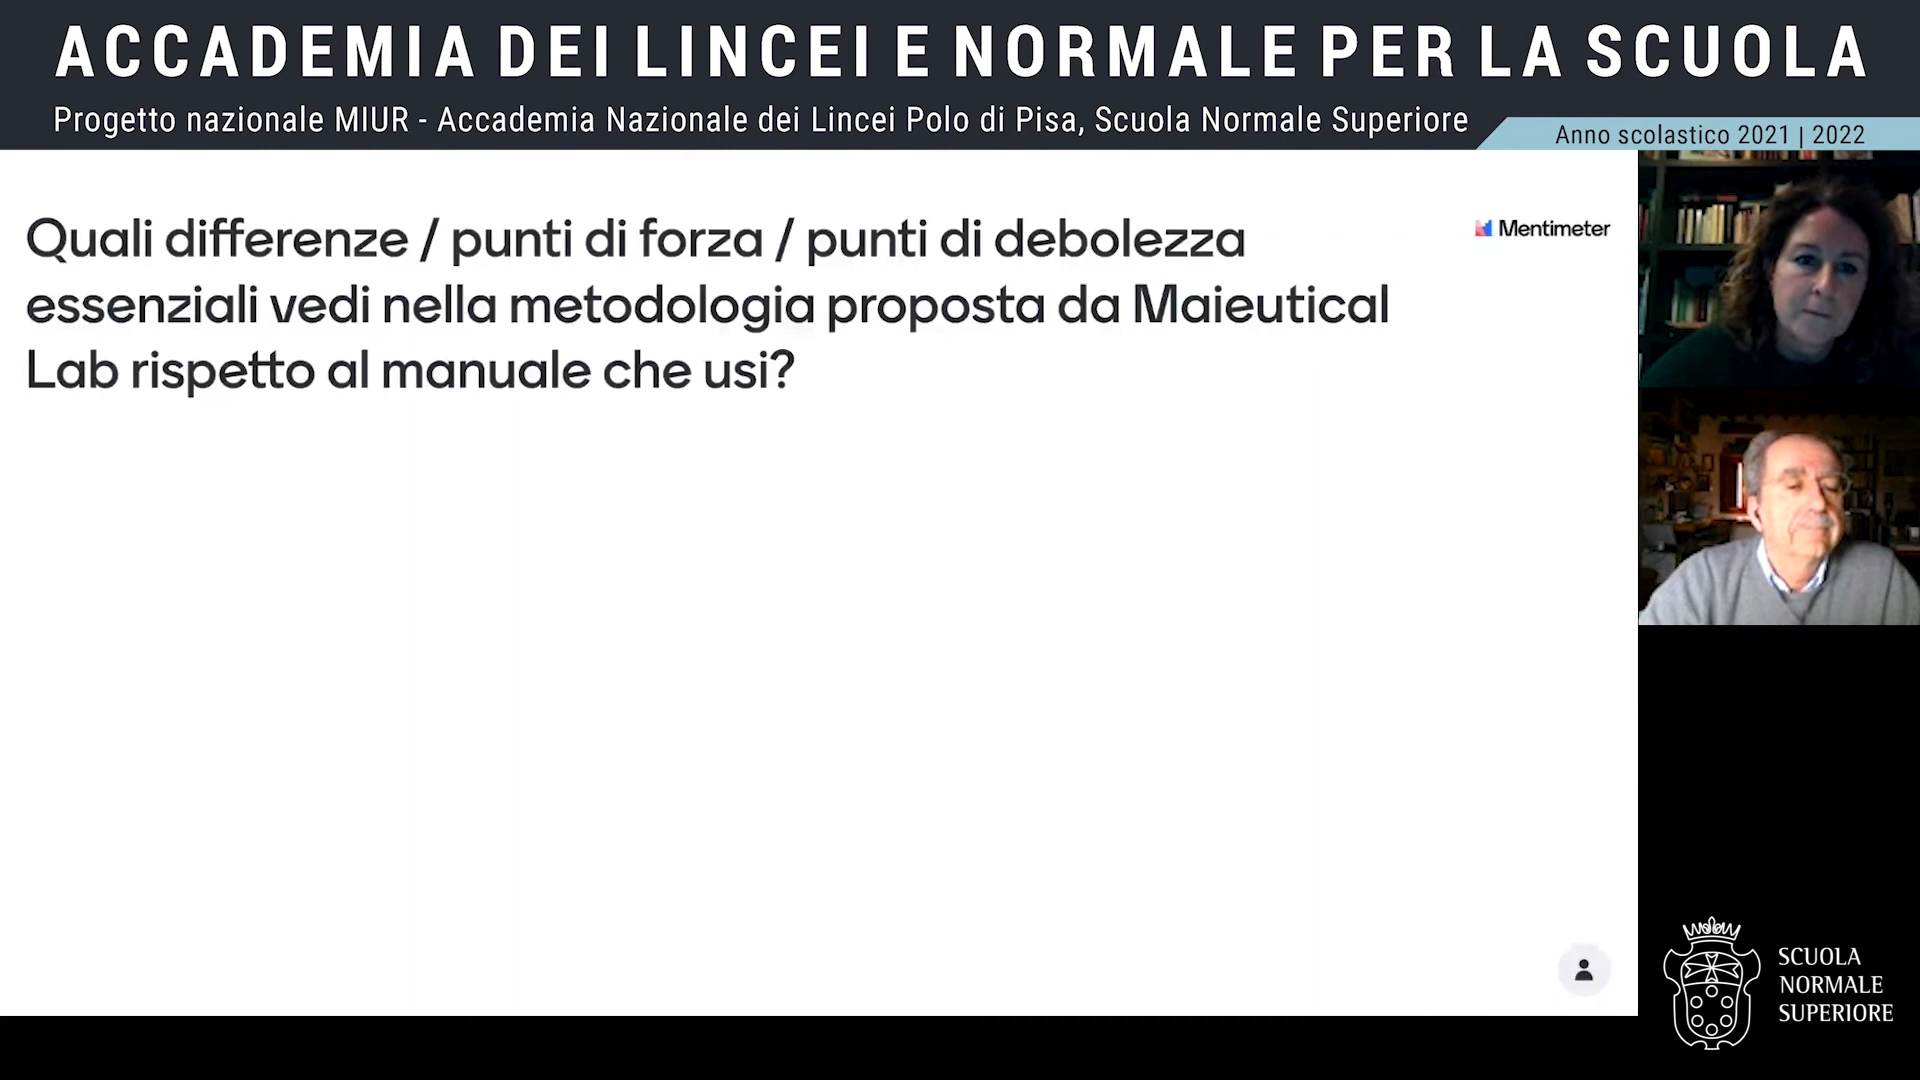 ACCADEMIA DEI LINCEI E NORMALE PER LA SCUOLA
Progetto nazionale MIUR - Accademia Nazionale dei Lincei Polo di Pisa, Scuola Normale Superiore
Anno scolastico 2021 | 2022
Quali differenze / punti di forza / punti di debolezza
essenziali vedi nella metodologia proposta da Maieutical
Lab rispetto al manuale che usi?
Mentimeter
SCUOLA
NORMALE
SUPERIORE